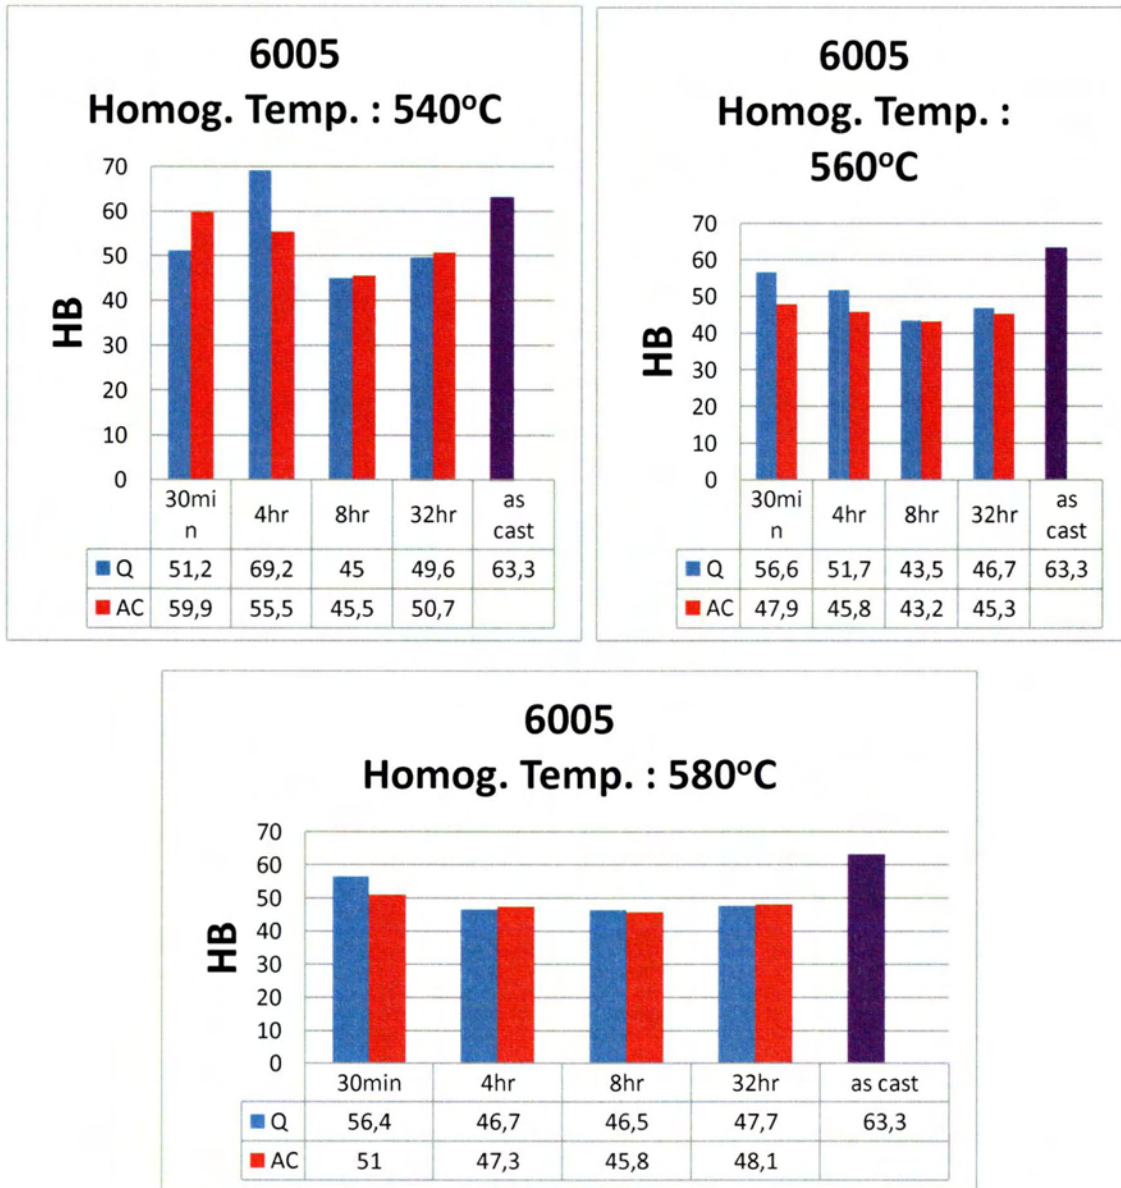 6005
Homog. Temp. : 540°C
HB
70
60
50
40
30
20
10
0
30mi
n
4hr
8hr
32hr
as
cast
Q 51,2 69,2 45 49,6 63,3
AC 59,9 55,5 45,5 50,7
6005
Homog. Temp. :
560°C
HB
70
60
50
40
30
20
10
0
30mi
n
4hr
8hr
32hr
as
cast
Q 56,6 51,7 43,5 46,7 63,3
AC 47,9 45,8 43,2 45,3
6005
Homog. Temp. : 580°C
HB
70
60
50
40
30
20
10
0
30min 4hr 8hr 32hr as cast
Q 56,4 46,7 46,5 47,7 63,3
AC 51 47,3 45,8 48,1